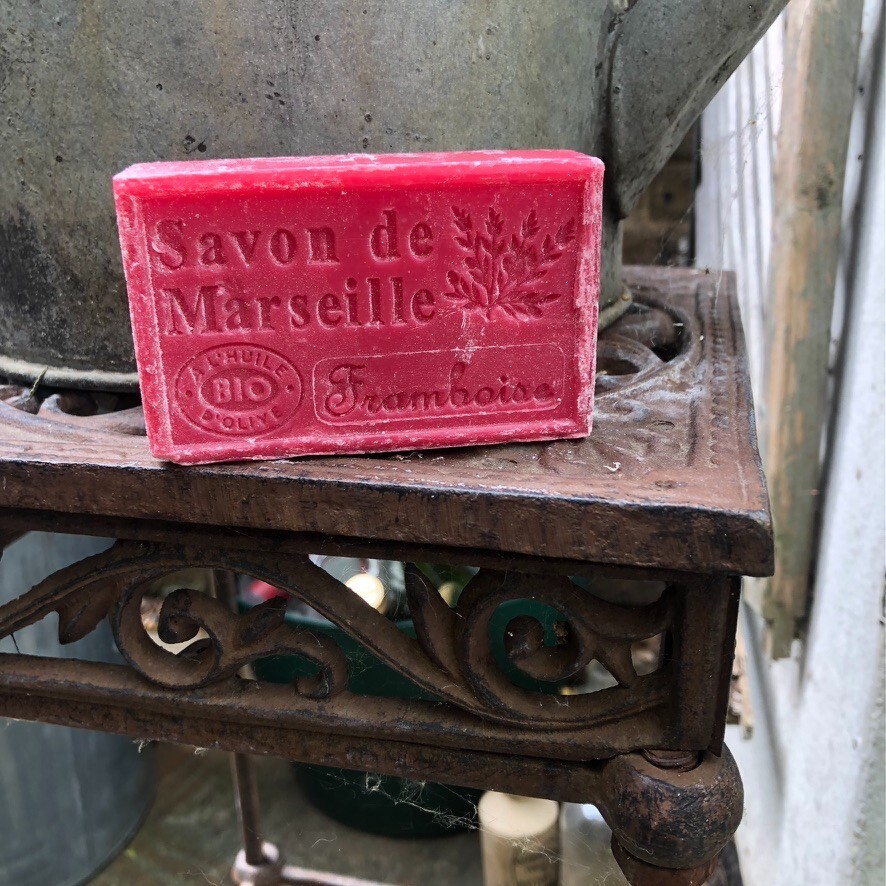 Savon de
Marseille
À L'HUILE
BIO
D'OLIVE
Framboise